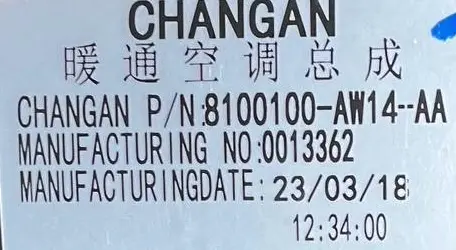 CHANGAN
暖通空调总成
CHANGAN P/N:8100100-AW14--AA
MANUFACTURING NO:0013362
MANUFACTURINGDATE:23/03/18
12:34:00